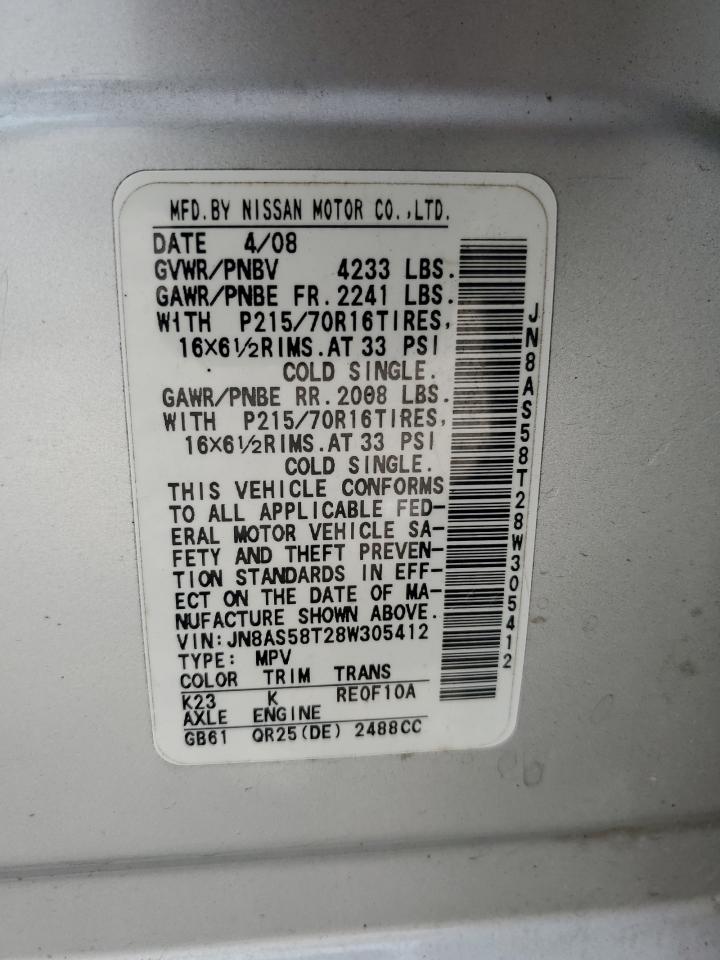 MFD.BY NISSAN MOTOR CO.,LTD.
DATE 4/08
GVWR/PNBV 4233 LBS.
GAWR/PNBE FR.2241 LBS.
WITH P215/70R16TIRES,
16X6½RIMS.AT 33 PSI
COLD SINGLE.
GAWR/PNBE RR.2008 LBS.
WITH P215/70R16TIRES,
16X6½RIMS.AT 33 PSI
COLD SINGLE.
THIS VEHICLE CONFORMS
TO ALL APPLICABLE FED-
ERAL MOTOR VEHICLE SA-
FETY AND THEFT PREVEN-
TION STANDARDS IN EFF-
ECT ON THE DATE OF MA-
NUFACTURE SHOWN ABOVE.
VIN:JN8AS58T28W305412
TYPE: MPV
COLOR TRIM TRANS
K23 K RE0F10A
AXLE ENGINE
GB61 QR25(DE) 2488CC
JN8AS58T28W305412